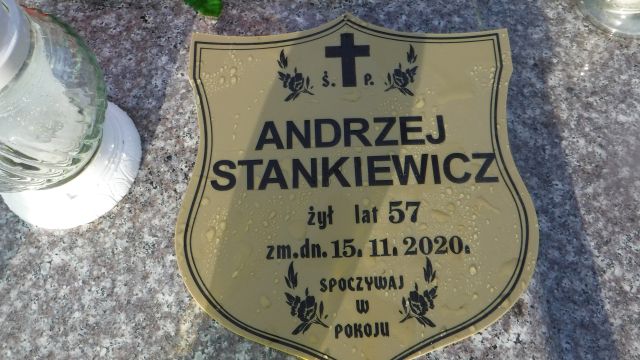 Ś. P.
ANDRZEJ
STANKIEWICZ
żył lat 57
zm.dn. 15. 11. 2020.
SPOCZYWAJ
W
POKOJU